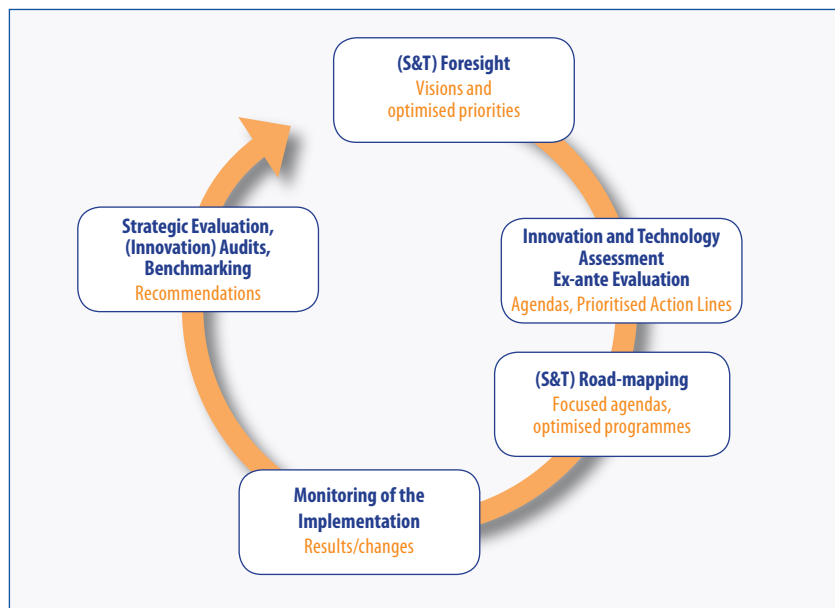 (S&T) Foresight
Visions and
optimised priorities
Strategic Evaluation,
(Innovation) Audits,
Benchmarking
Recommendations
Innovation and Technology
Assessment
Ex-ante Evaluation
Agendas, Prioritised Action Lines
(S&T) Road-mapping
Focused agendas,
optimised programmes
Monitoring of the
Implementation
Results/changes